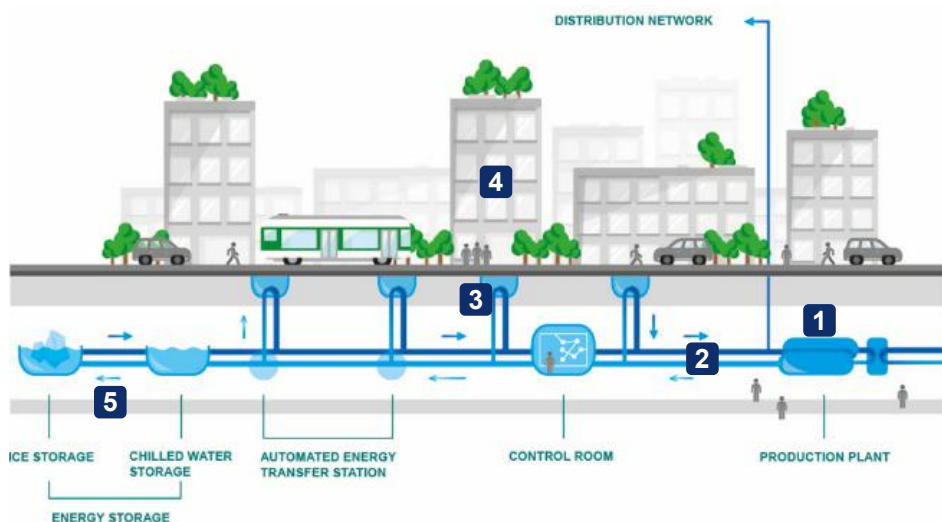 DISTRIBUTION NETWORK
4
3
1
2
5
ICE STORAGE
CHILLED WATER
STORAGE
AUTOMATED ENERGY
TRANSFER STATION
CONTROL ROOM
PRODUCTION PLANT
ENERGY STORAGE